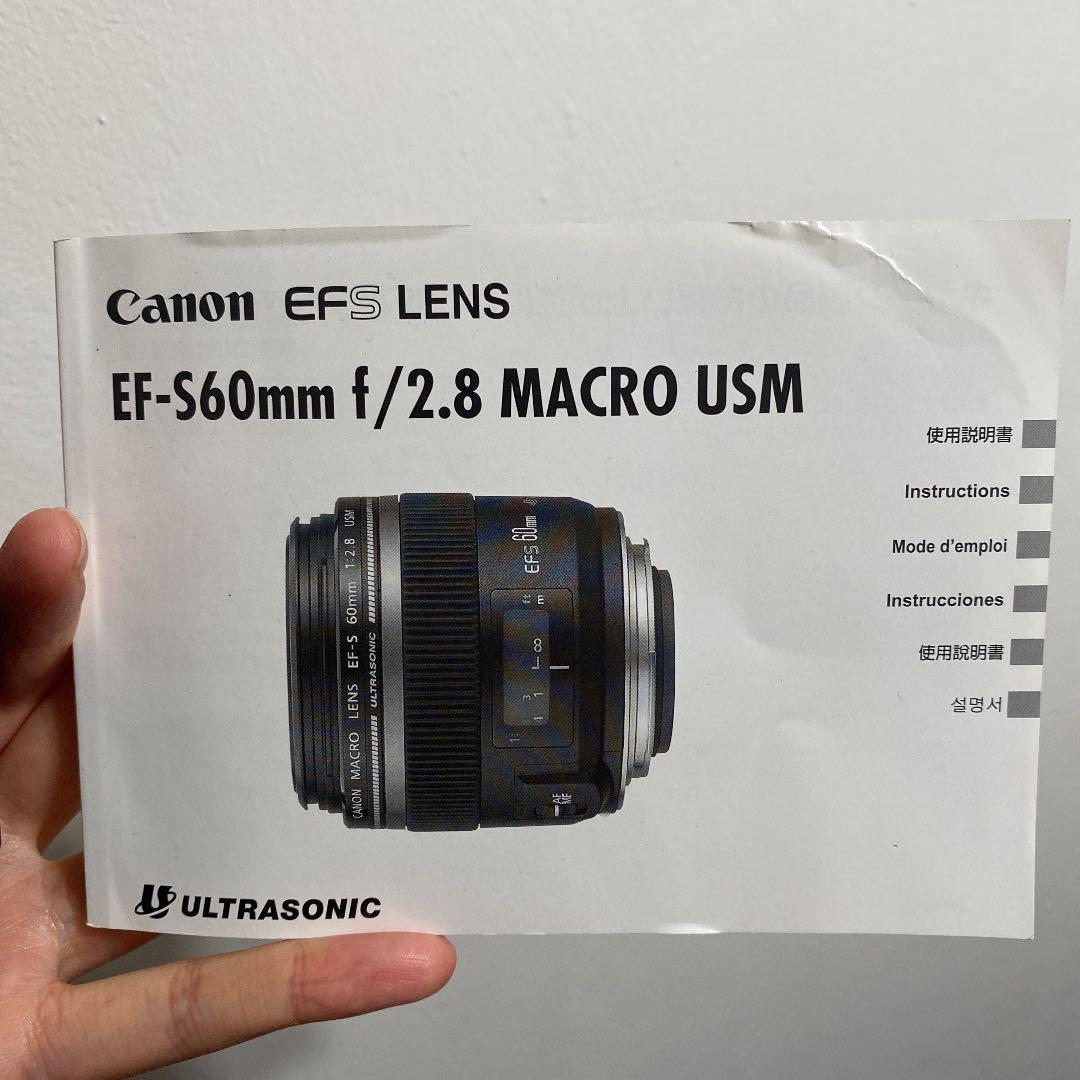 Canon EFS LENS
EF-S60mm f/2.8 MACRO USM
使用説明書
Instructions
Mode d'emploi
Instrucciones
使用說明書
설명서
CANON MACRO LENS EF-S 60mm 1:2.8 USM
ULTRASONIC
EFS 60mm
ft
m
∞
3
1
1:
4
AF
MF
ULTRASONIC